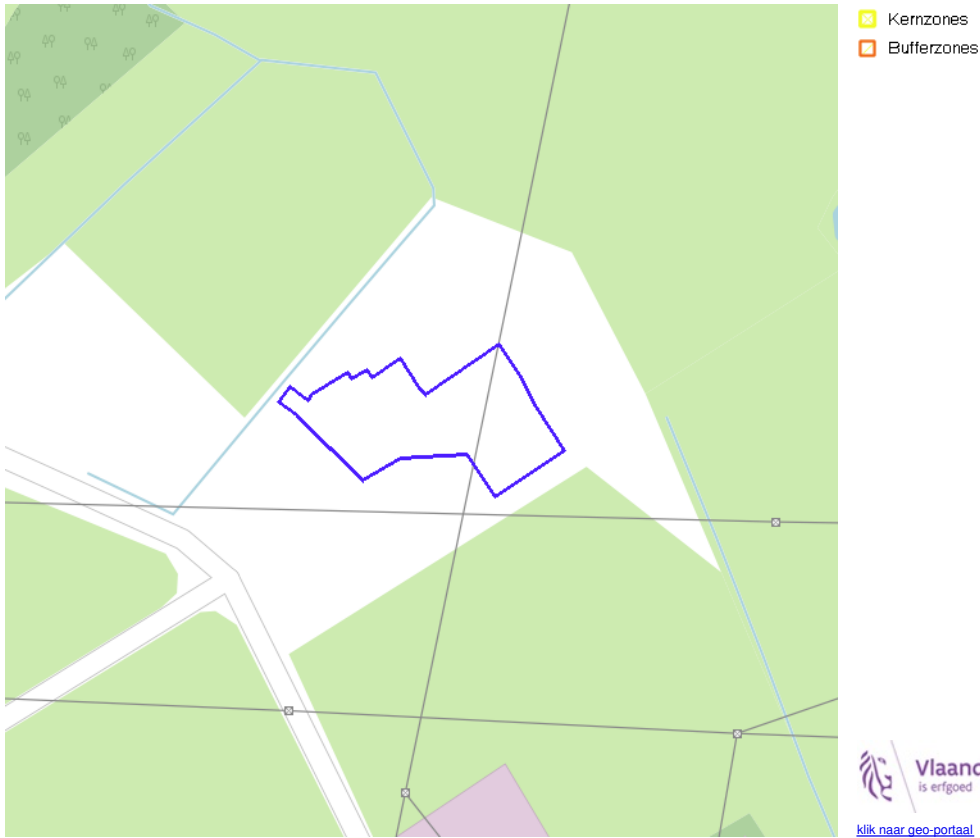 Kernzones
Bufferzones
Vlaand
is erfgoed
klik naar geo-portaal